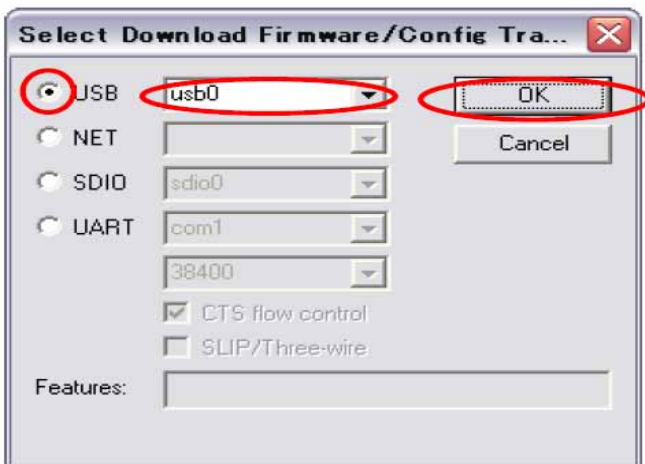 Select Download Firmware/Config Tra...
USB usb0 OK
NET Cancel
SDIO sdio0
UART com1
38400
CTS flow control
SLIP/Three-wire
Features: